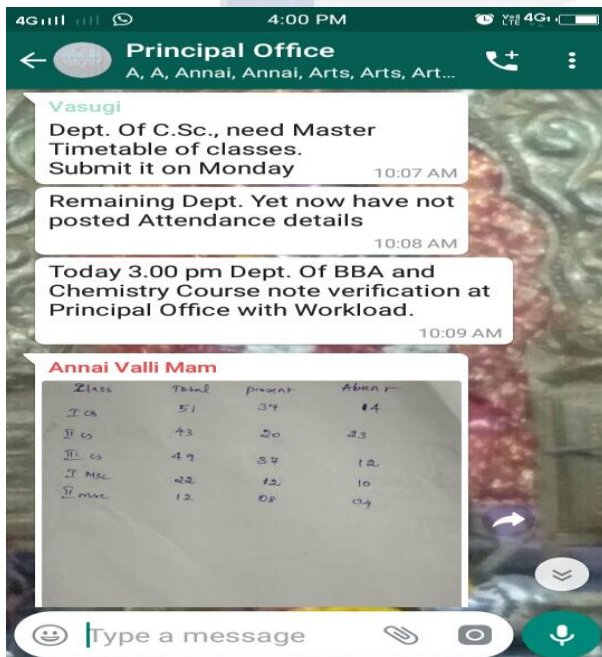 4G 4:00 PM 4G
Principal Office
A, A, Annai, Annai, Arts, Arts, Art...
Vasugi
Dept. Of C.Sc., need Master
Timetable of classes.
Submit it on Monday 10:07 AM
Remaining Dept. Yet now have not
posted Attendance details
10:08 AM
Today 3.00 pm Dept. Of BBA and
Chemistry Course note verification at
Principal Office with Workload.
10:09 AM
Annai Valli Mam
Class Total present Absent
I CS 51 37 14
II CS 43 20 23
III CS 49 37 12
I MSC 22 12 10
II msc 12 08 04
Type a message